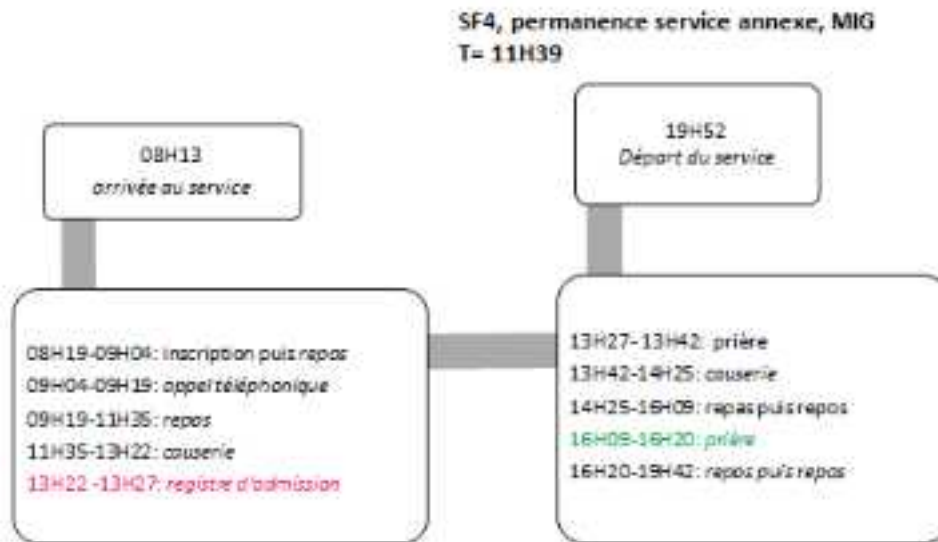 SF4, permanence service annexe, MIG
T= 11H39
08H13
arrivée au service
19H52
Départ du service
08H19-09H04: inscription puis repos
09H04-09H19: appel téléphonique
09H19-11H35: repos
11H35-13H22: causerie
13H22 -13H27: registre d'admission
13H27- 13H42: prière
13H42-14H25: causerie
14H25-16H09: repas puis repos
16H09-16H20: prière
16H20-19H42: repos puis repas